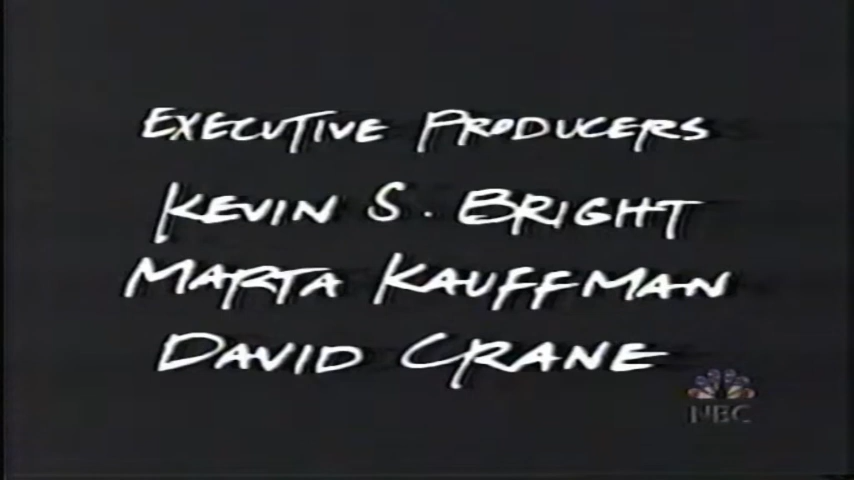 EXECUTIVE PRODUCERS
KEVIN S. BRIGHT
MARTA KAUFFMAN
DAVID CRANE
NBC